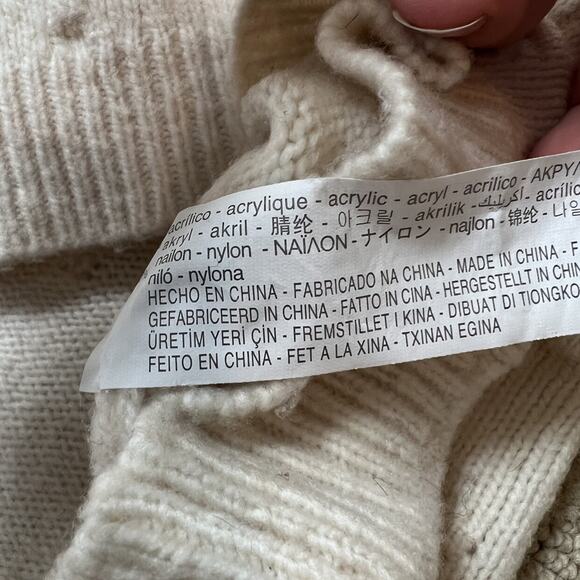 acrílico - acrylique - acrylic - acryl - acrílico - AKPY
akryl - akril - 腈纶 - 아크릴 - akrilik - أكريليك - acrílic
nailon - nylon - ΝΑΪΛΟΝ - ナイロン - najlon - 锦纶 - 나일
niló - nylona
HECHO EN CHINA - FABRICADO NA CHINA - MADE IN CHINA - F
GEFABRICEERD IN CHINA - FATTO IN CINA - HERGESTELLT IN CHIN
ÜRETİM YERİ ÇİN - FREMSTILLET I KINA - DIBUAT DI TIONGKO
FEITO EN CHINA - FET A LA XINA - TXINAN EGINA